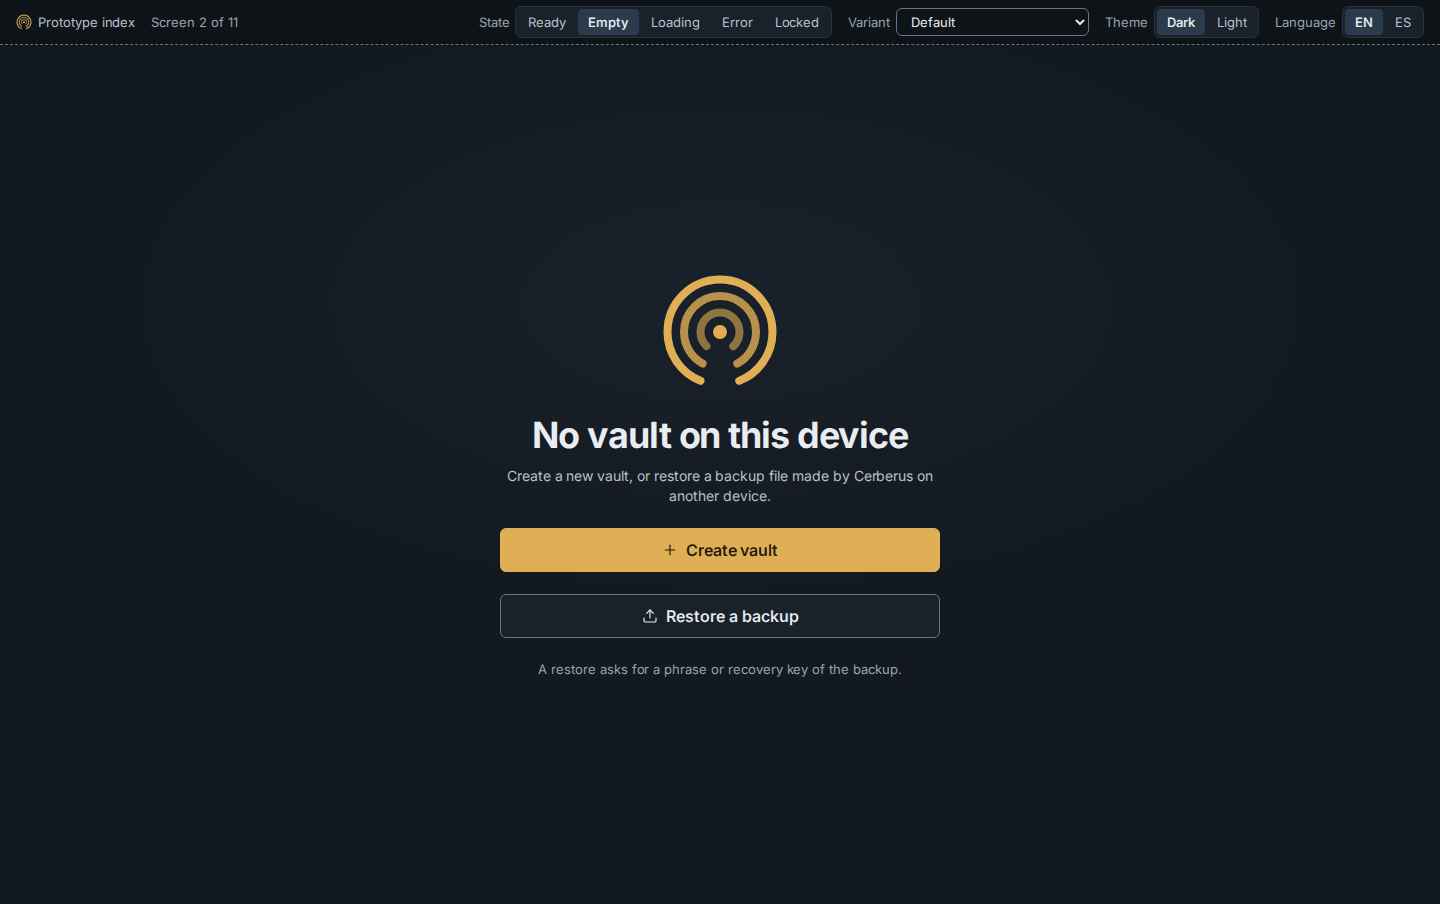 Prototype index
Screen 2 of 11
State
Ready
Empty
Loading
Error
Locked
Variant
Default
Theme
Dark
Light
Language
EN
ES
No vault on this device
Create a new vault, or restore a backup file made by Cerberus on
another device.
Create vault
Restore a backup
A restore asks for a phrase or recovery key of the backup.